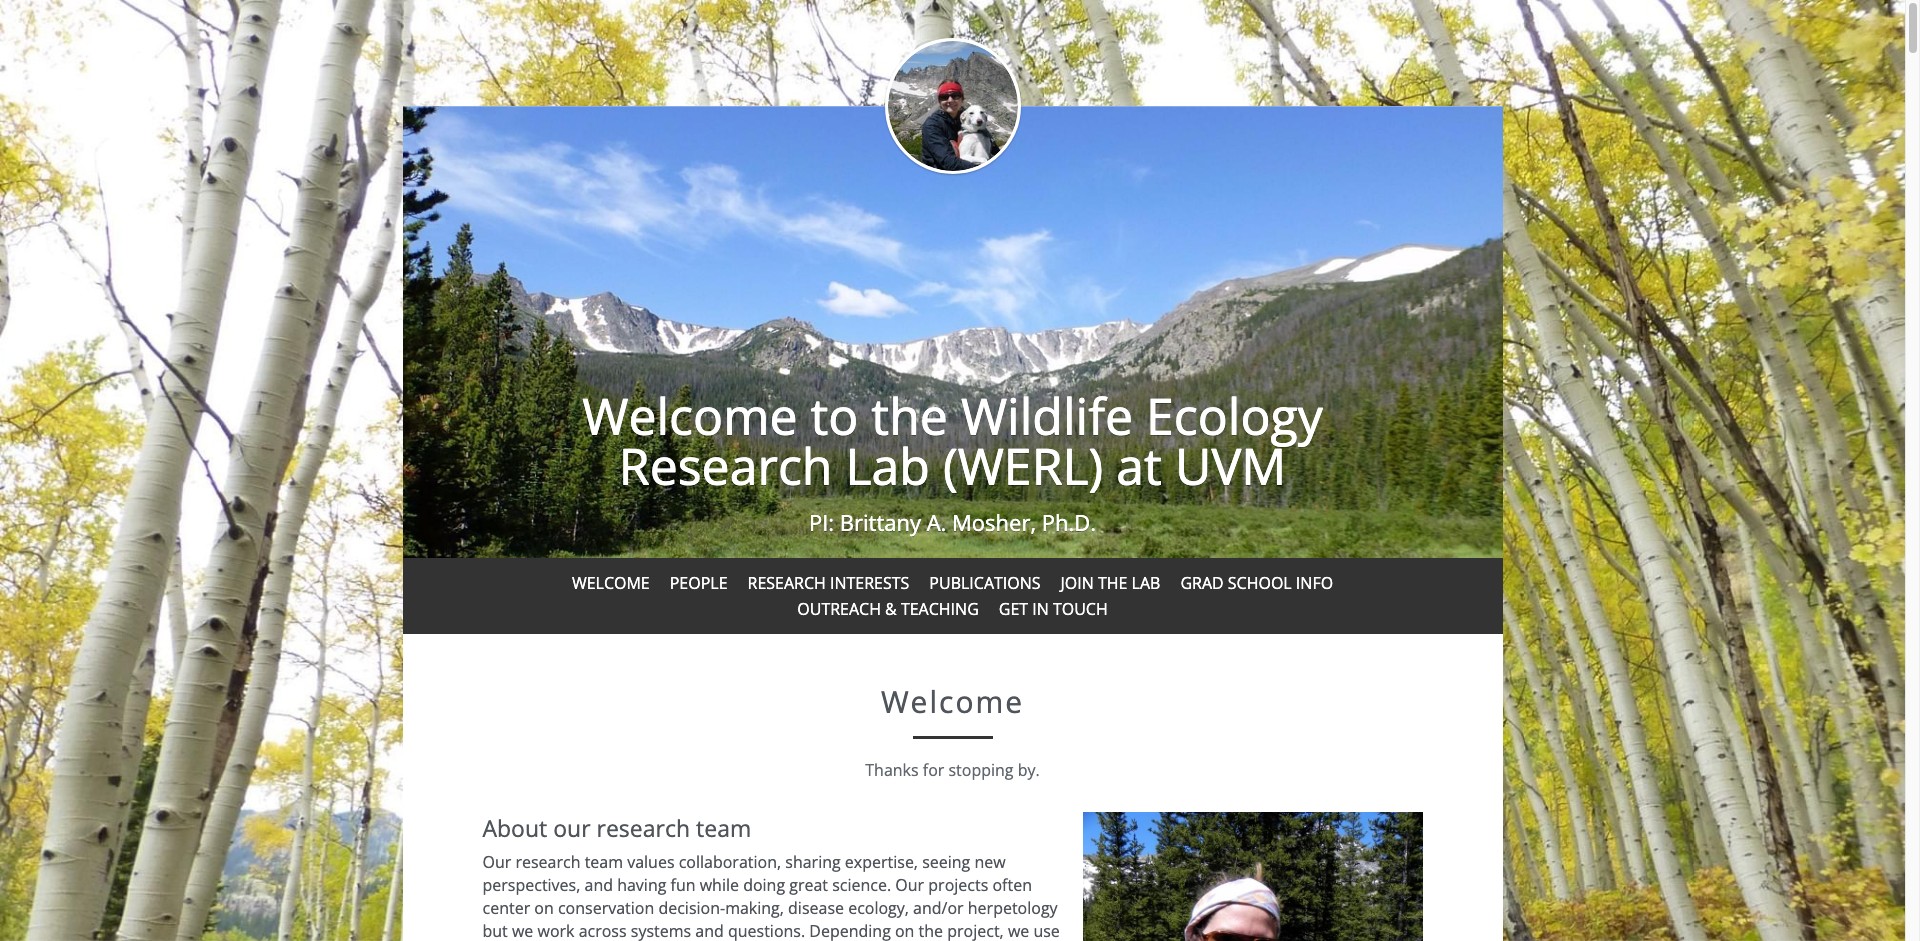 Welcome to the Wildlife Ecology
Research Lab (WERL) at UVM
PI: Brittany A. Mosher, Ph.D.
WELCOME PEOPLE RESEARCH INTERESTS PUBLICATIONS JOIN THE LAB GRAD SCHOOL INFO
OUTREACH & TEACHING GET IN TOUCH
Welcome
Thanks for stopping by.
About our research team
Our research team values collaboration, sharing expertise, seeing new
perspectives, and having fun while doing great science. Our projects often
center on conservation decision-making, disease ecology, and/or herpetology
but we work across systems and questions. Depending on the project, we use